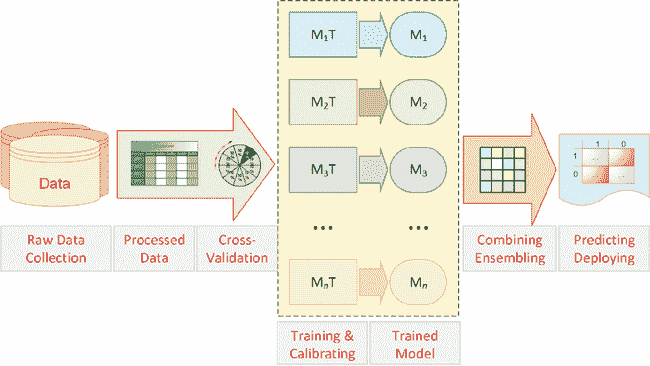 Data
Raw Data
Collection
Processed
Data
Cross-
Validation
M₁T
M₁
M₂T
M₂
M₃T
M₃
...
...
MₙT
Mₙ
Training &
Calibrating
Trained
Model
Combining
Ensembling
1 0
1
0
Predicting
Deploying